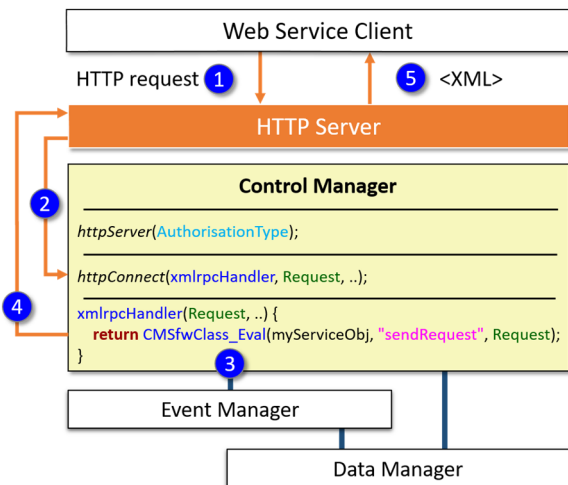 Web Service Client
HTTP request 1 5 <XML>
HTTP Server
Control Manager
2
httpServer(AuthorisationType);
httpConnect(xmlrpcHandler, Request, ..);
4
xmlrpcHandler(Request, ..) {
return CMSfwClass_Eval(myServiceObj, "sendRequest", Request);
}
3
Event Manager
Data Manager